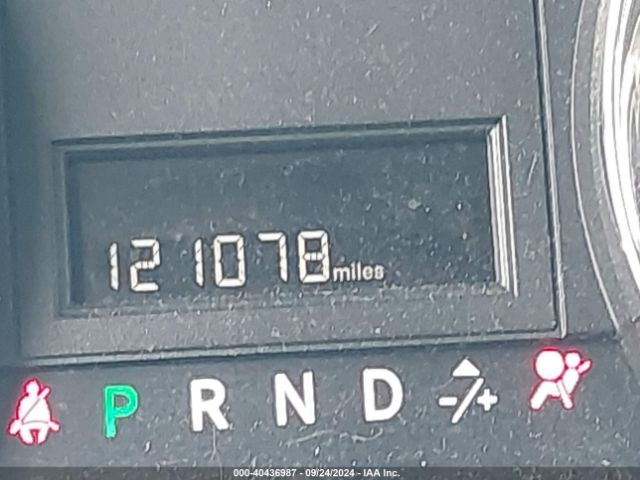 121078 miles
P R N D -/+
000-40436987 - 09/24/2024 - IAA Inc.